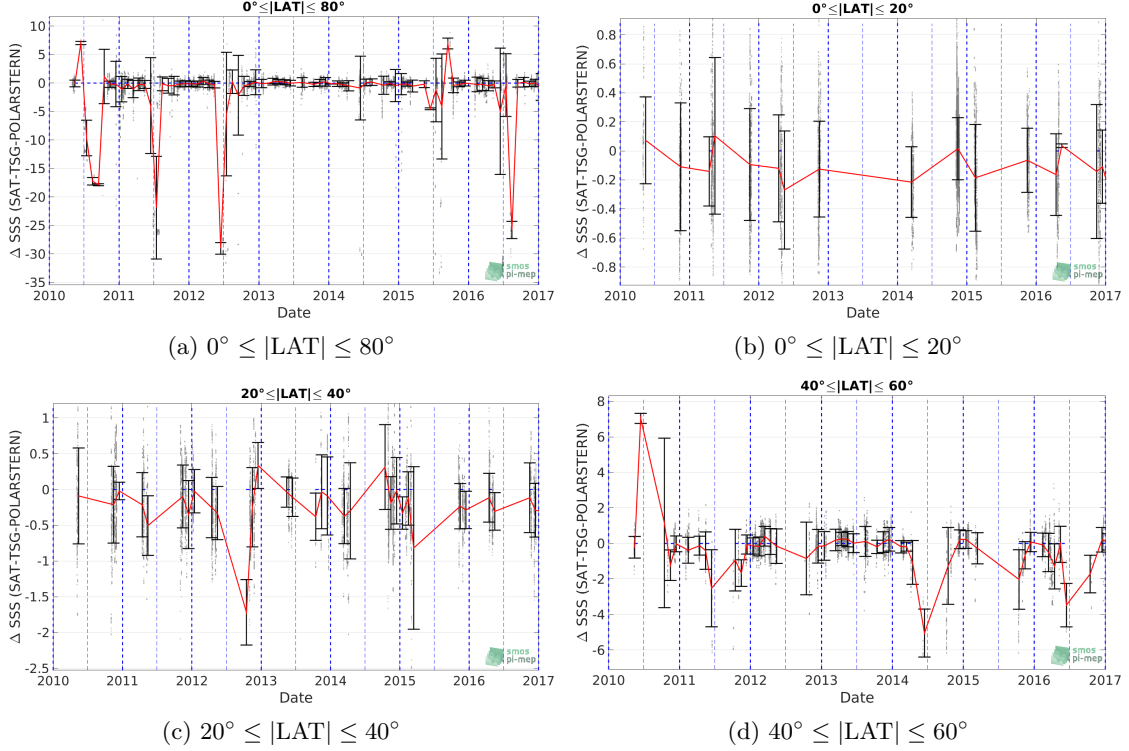 0°≤|LAT|≤ 80°
Δ SSS (SAT-TSG-POLARSTERN)
10
5
0
-5
-10
-15
-20
-25
-30
-35
2010 2011 2012 2013 2014 2015 2016 2017
Date
smos
pi-mep
(a) 0° ≤ |LAT| ≤ 80°
0°≤|LAT|≤ 20°
Δ SSS (SAT-TSG-POLARSTERN)
0.8
0.6
0.4
0.2
0
-0.2
-0.4
-0.6
-0.8
2010 2011 2012 2013 2014 2015 2016 2017
Date
smos
pi-mep
(b) 0° ≤ |LAT| ≤ 20°
20°≤|LAT|≤ 40°
Δ SSS (SAT-TSG-POLARSTERN)
1
0.5
0
-0.5
-1
-1.5
-2
-2.5
2010 2011 2012 2013 2014 2015 2016 2017
Date
smos
pi-mep
(c) 20° ≤ |LAT| ≤ 40°
40°≤|LAT|≤ 60°
Δ SSS (SAT-TSG-POLARSTERN)
8
6
4
2
0
-2
-4
-6
2010 2011 2012 2013 2014 2015 2016 2017
Date
smos
pi-mep
(d) 40° ≤ |LAT| ≤ 60°